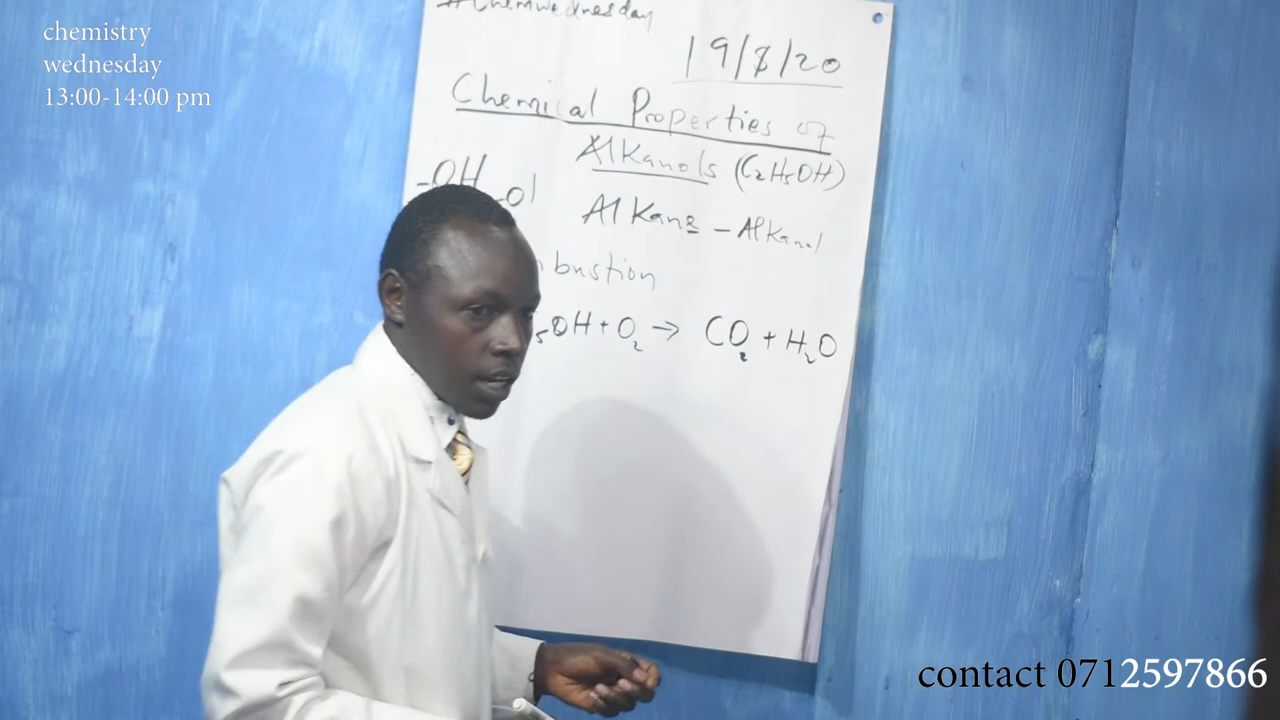 chemistry
wednesday
13:00-14:00 pm
#Chemwednesday
19/8/20
Chemical Properties of
Alkanols (C₂H₅OH)
-OH -ol
Alkane - Alkanol
bustion
₅OH + O₂ → CO₂ + H₂O
contact 0712597866